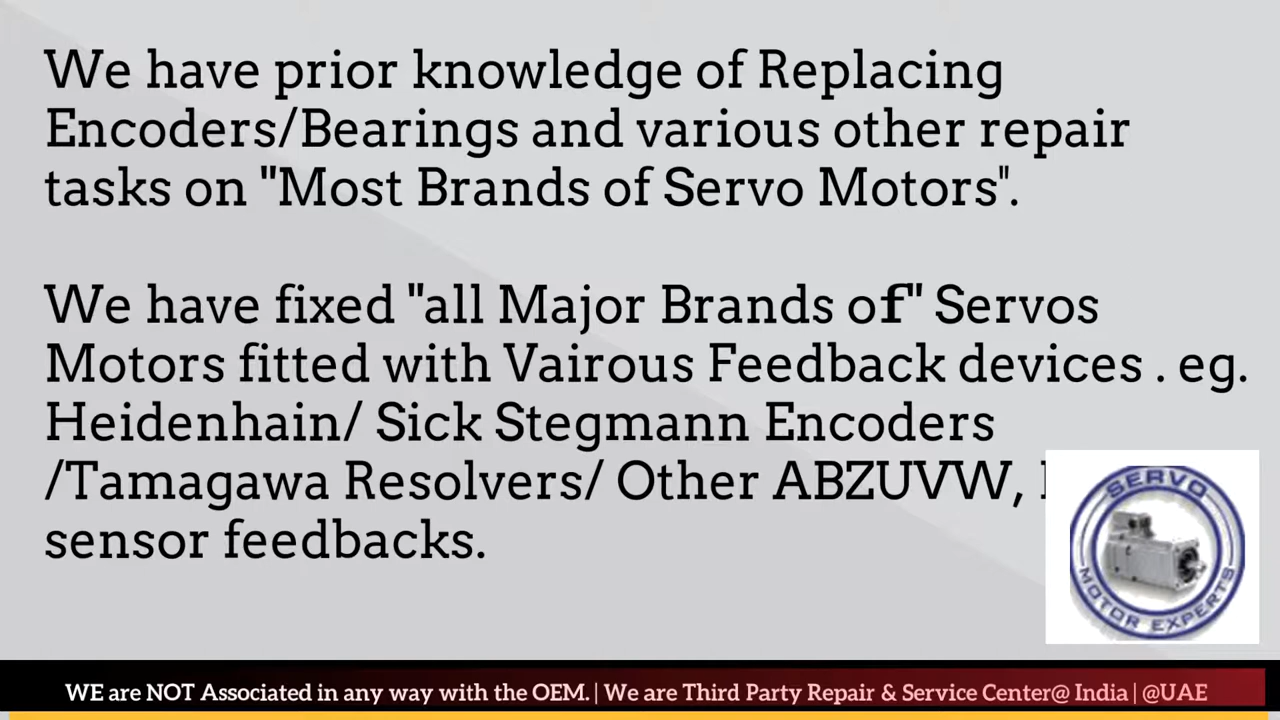 We have prior knowledge of Replacing
Encoders/Bearings and various other repair
tasks on "Most Brands of Servo Motors".
We have fixed "all Major Brands of" Servos
Motors fitted with Vairous Feedback devices . eg.
Heidenhain/ Sick Stegmann Encoders
/Tamagawa Resolvers/ Other ABZUVW,
sensor feedbacks.
SERVO
MOTOR EXPERTS
WE are NOT Associated in any way with the OEM. | We are Third Party Repair & Service Center@ India | @UAE